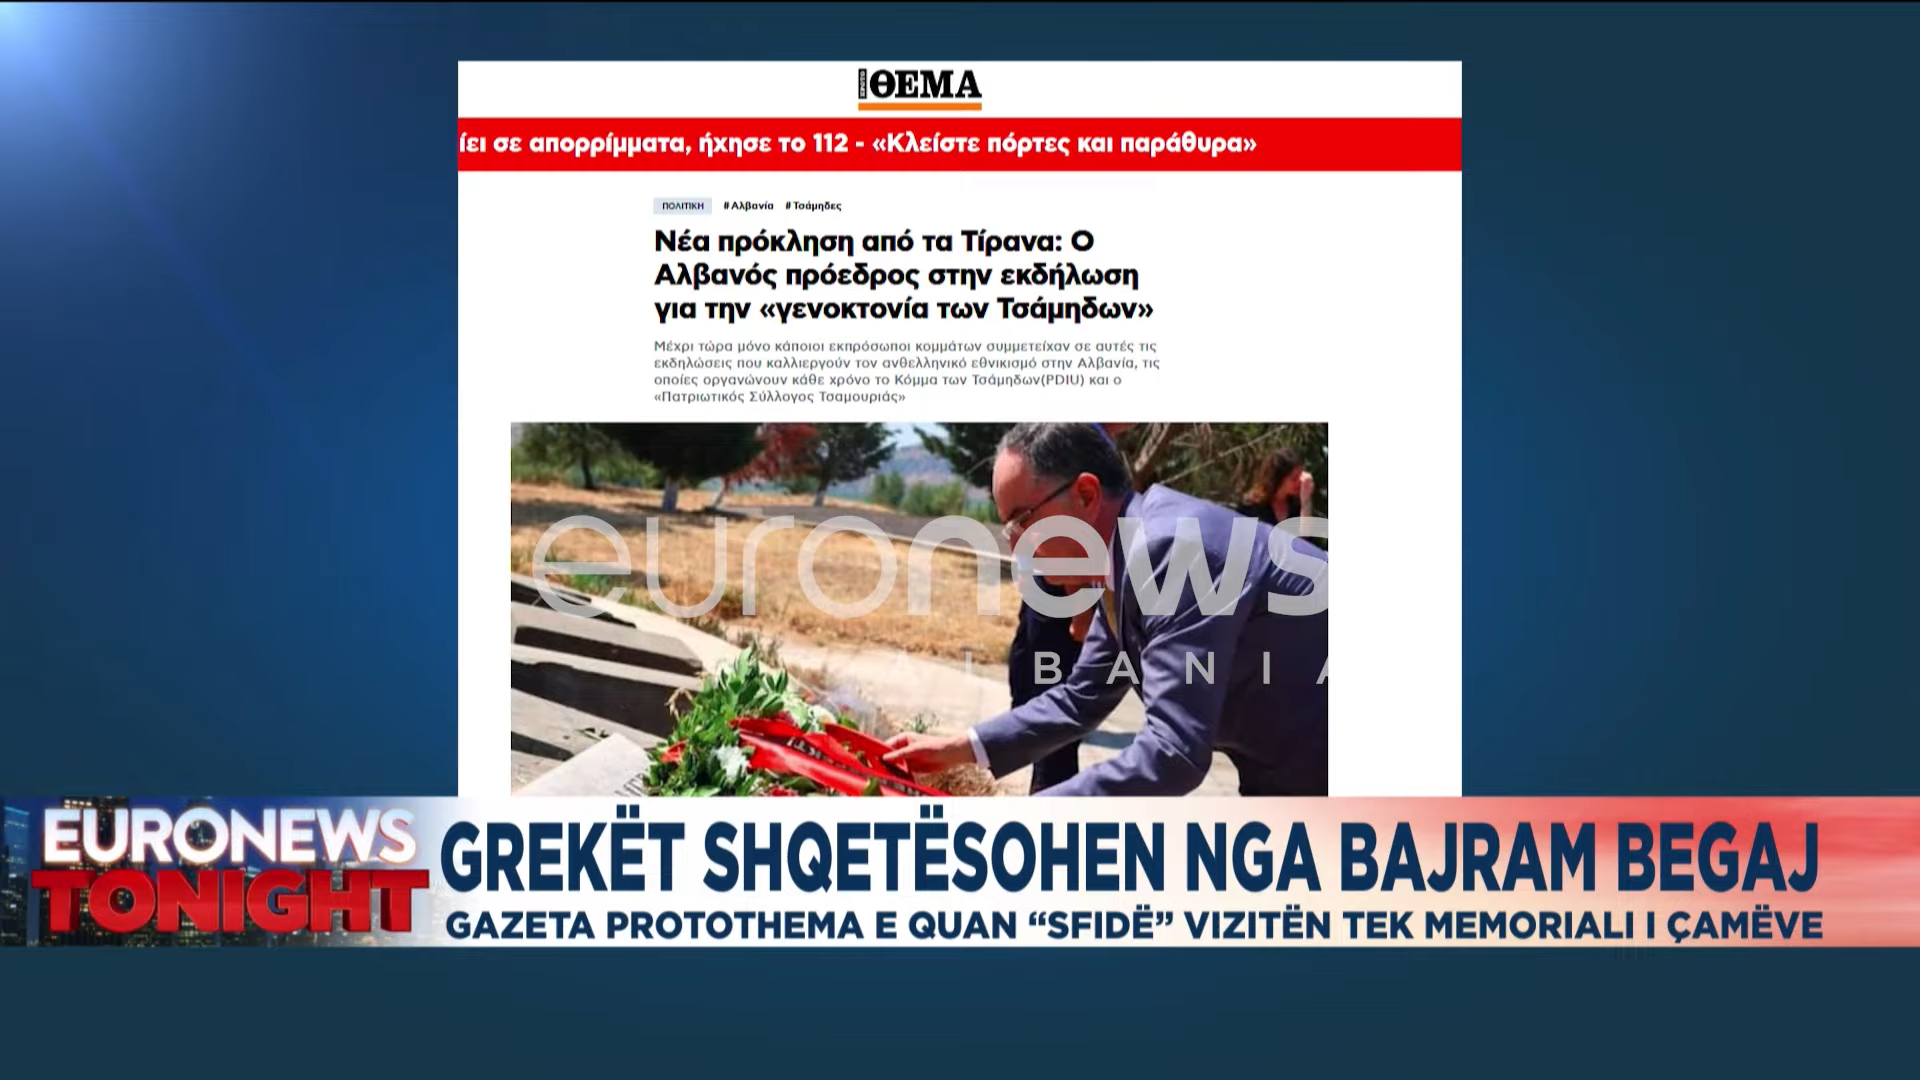 ΠΡΩΤΟ ΘΕΜΑ
ίει σε απορρίμματα, ήχησε το 112 - «Κλείστε πόρτες και παράθυρα»
ΠΟΛΙΤΙΚΗ #Αλβανία #Τσάμηδες
Νέα πρόκληση από τα Τίρανα: Ο
Αλβανός πρόεδρος στην εκδήλωση
για την «γενοκτονία των Τσάμηδων»
Μέχρι τώρα μόνο κάποιοι εκπρόσωποι κομμάτων συμμετείχαν σε αυτές τις
εκδηλώσεις που καλλιεργούν τον ανθελληνικό εθνικισμό στην Αλβανία, τις
οποίες οργανώνουν κάθε χρόνο το Κόμμα των Τσάμηδων(PDIU) και ο
«Πατριωτικός Σύλλογος Τσαμουριάς»
euronews
ALBANIA
EURONEWS
TONIGHT
GREKËT SHQETËSOHEN NGA BAJRAM BEGAJ
GAZETA PROTOTHEMA E QUAN “SFIDË” VIZITËN TEK MEMORIALI I ÇAMËVE